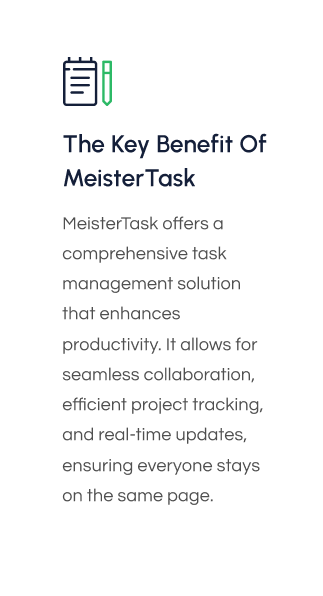 The Key Benefit Of
MeisterTask
MeisterTask offers a
comprehensive task
management solution
that enhances
productivity. It allows for
seamless collaboration,
efficient project tracking,
and real-time updates,
ensuring everyone stays
on the same page.